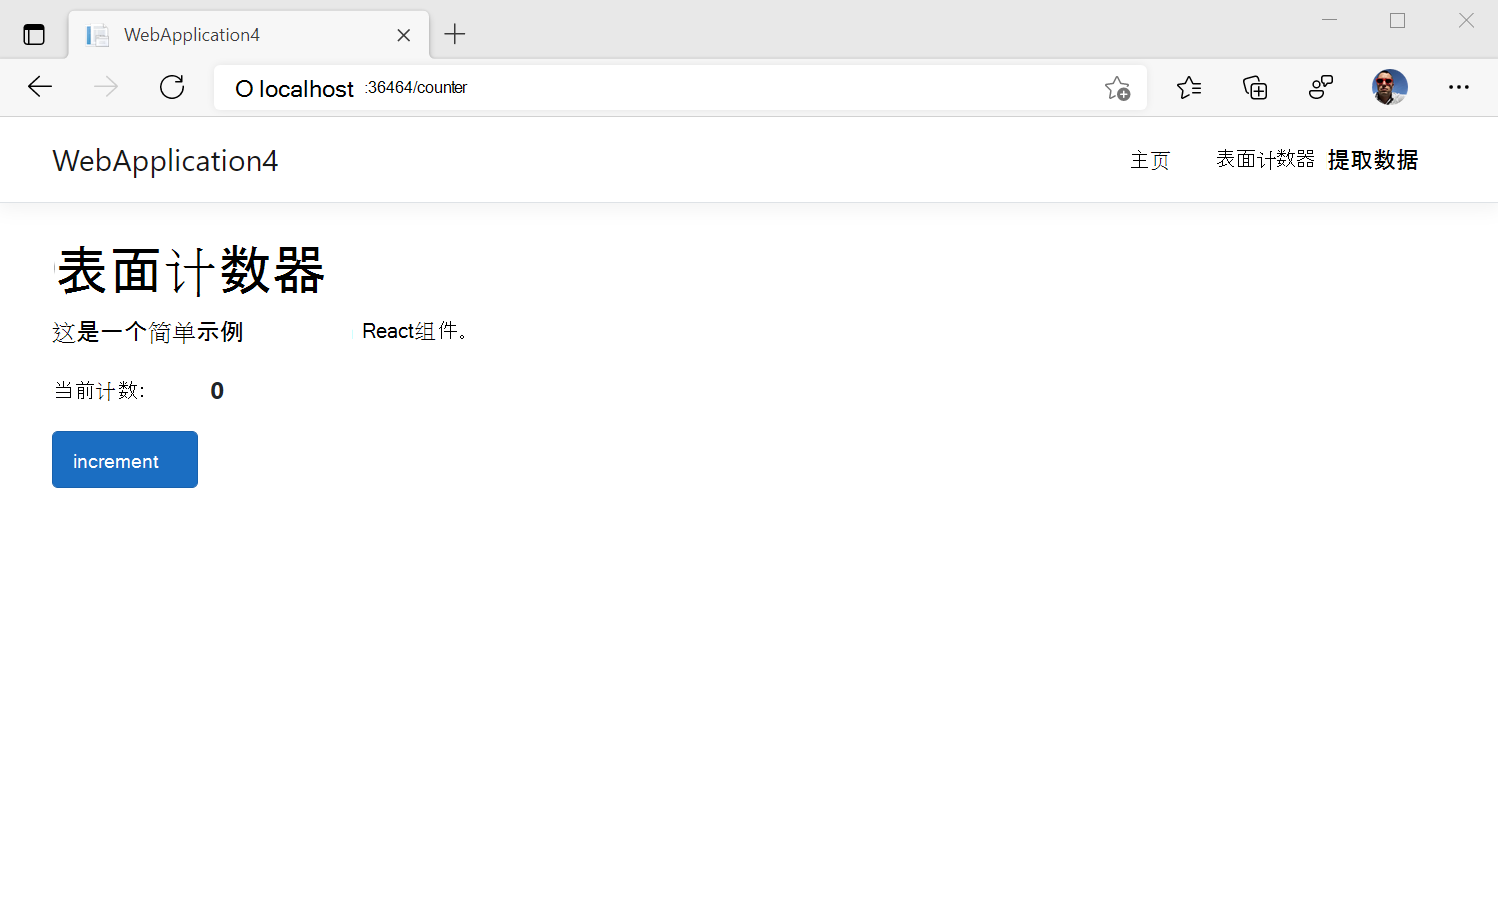 WebApplication4
localhost :36464/counter
WebApplication4 主页 表面计数器 提取数据
表面计数器
这是一个简单示例 React组件。
当前计数: 0
increment